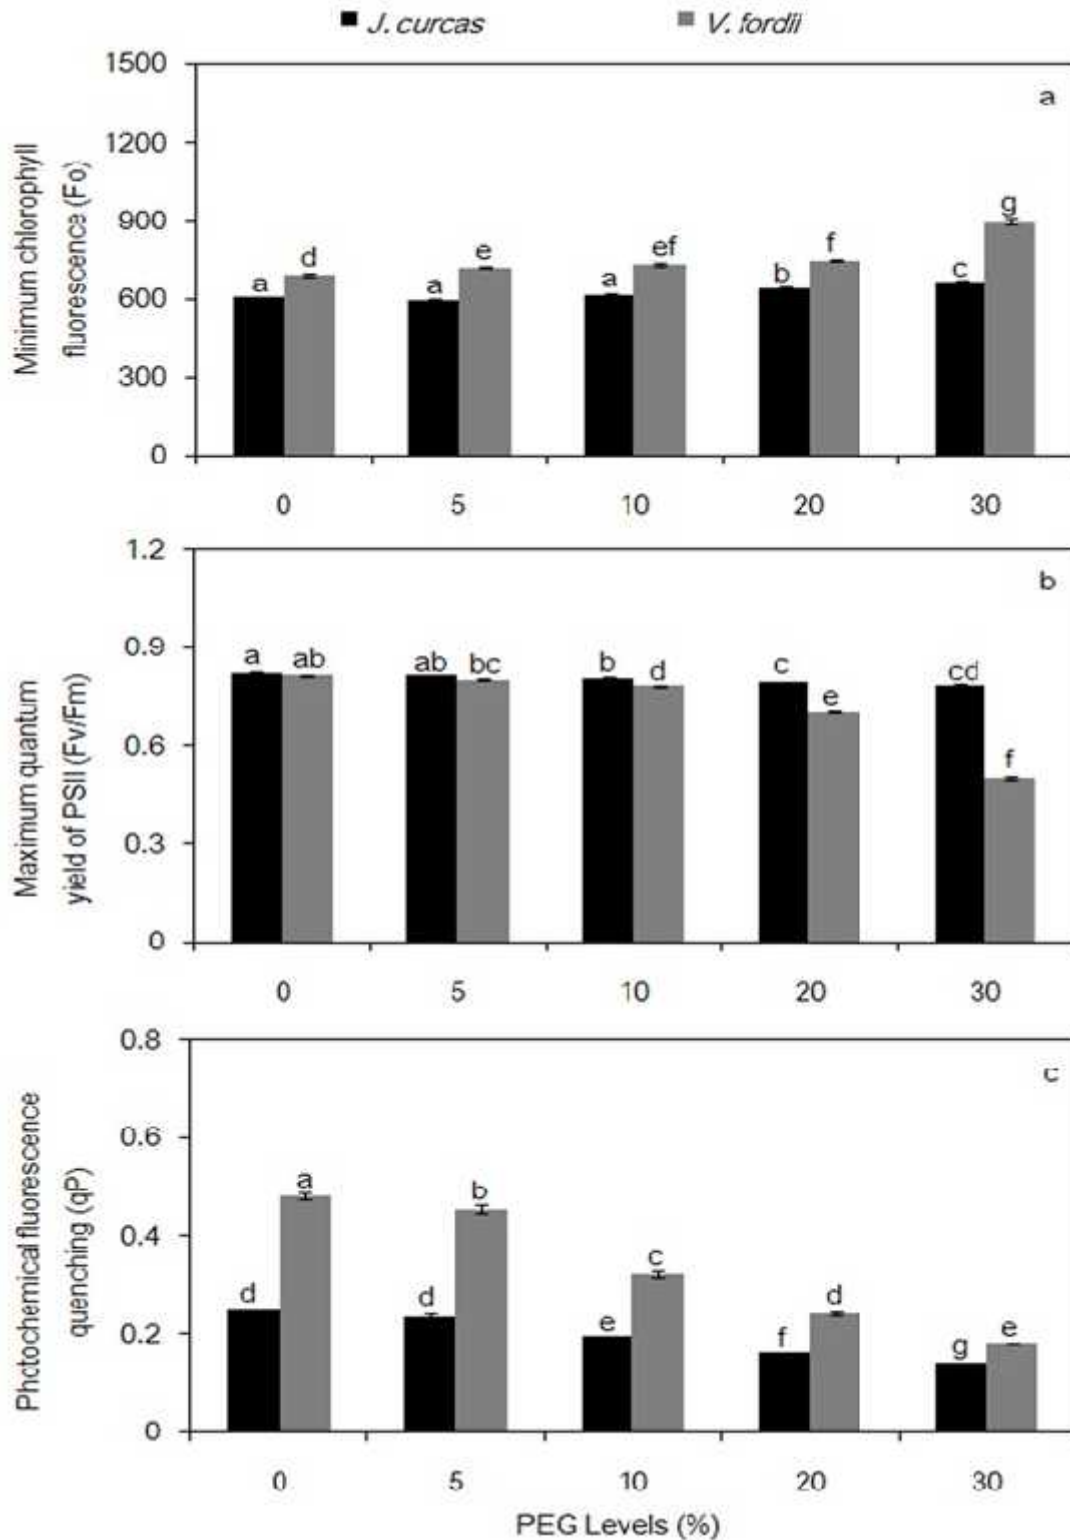 J. curcas V. fordii
a
1500
1200
900
600
300
0
Minimum chlorophyll
fluorescence (Fo)
a d a e a ef b f c g
0 5 10 20 30
b
1.2
0.9
0.6
0.3
0
Maximum quantum
yield of PSII (Fv/Fm)
a ab ab bc b d c e cd f
0 5 10 20 30
c
0.8
0.6
0.4
0.2
0
Photochemical fluorescence
quenching (qP)
d a d b e c f d g e
0 5 10 20 30
PEG Levels (%)